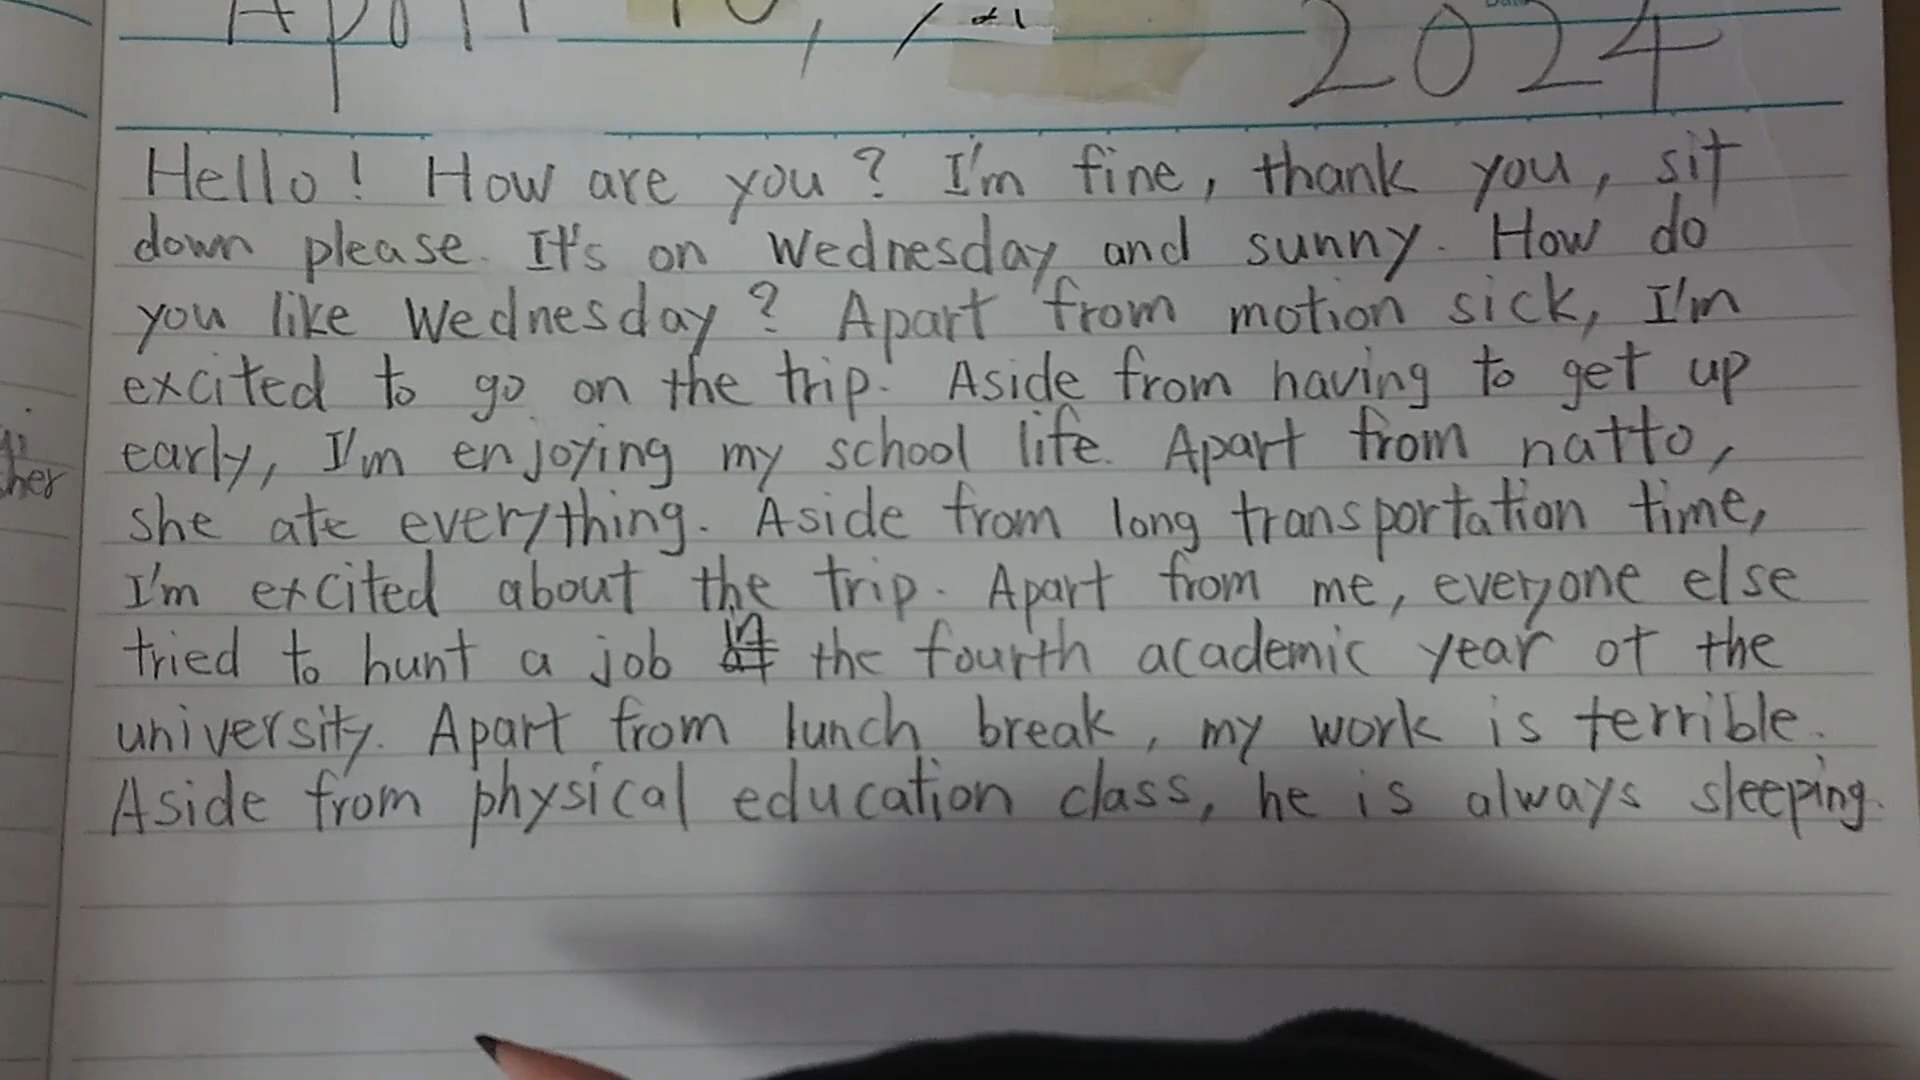 April 10, 2024
Hello! How are you? I'm fine, thank you, sit
down please. It's on Wednesday and sunny. How do
you like Wednesday? Apart from motion sick, I'm
excited to go on the trip. Aside from having to get up
early, I'm enjoying my school life. Apart from natto,
she ate everything. Aside from long transportation time,
I'm excited about the trip. Apart from me, everyone else
tried to hunt a job in the fourth academic year of the
university. Apart from lunch break, my work is terrible.
Aside from physical education class, he is always sleeping.
her